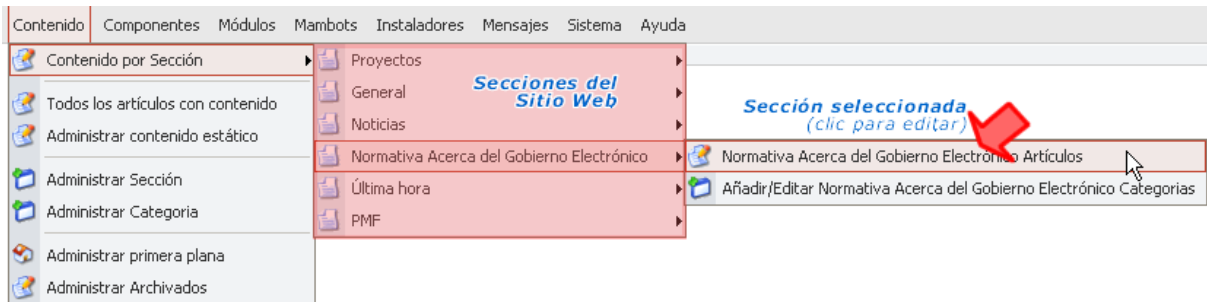 Contenido Componentes Módulos Mambots Instaladores Mensajes Sistema Ayuda
Contenido por Sección
Todos los artículos con contenido
Administrar contenido estático
Administrar Sección
Administrar Categoria
Administrar primera plana
Administrar Archivados
Proyectos
General
Noticias
Normativa Acerca del Gobierno Electrónico
Última hora
PMF
Secciones del
Sitio Web
Sección seleccionada
(clic para editar)
Normativa Acerca del Gobierno Electrónico Artículos
Añadir/Editar Normativa Acerca del Gobierno Electrónico Categorias